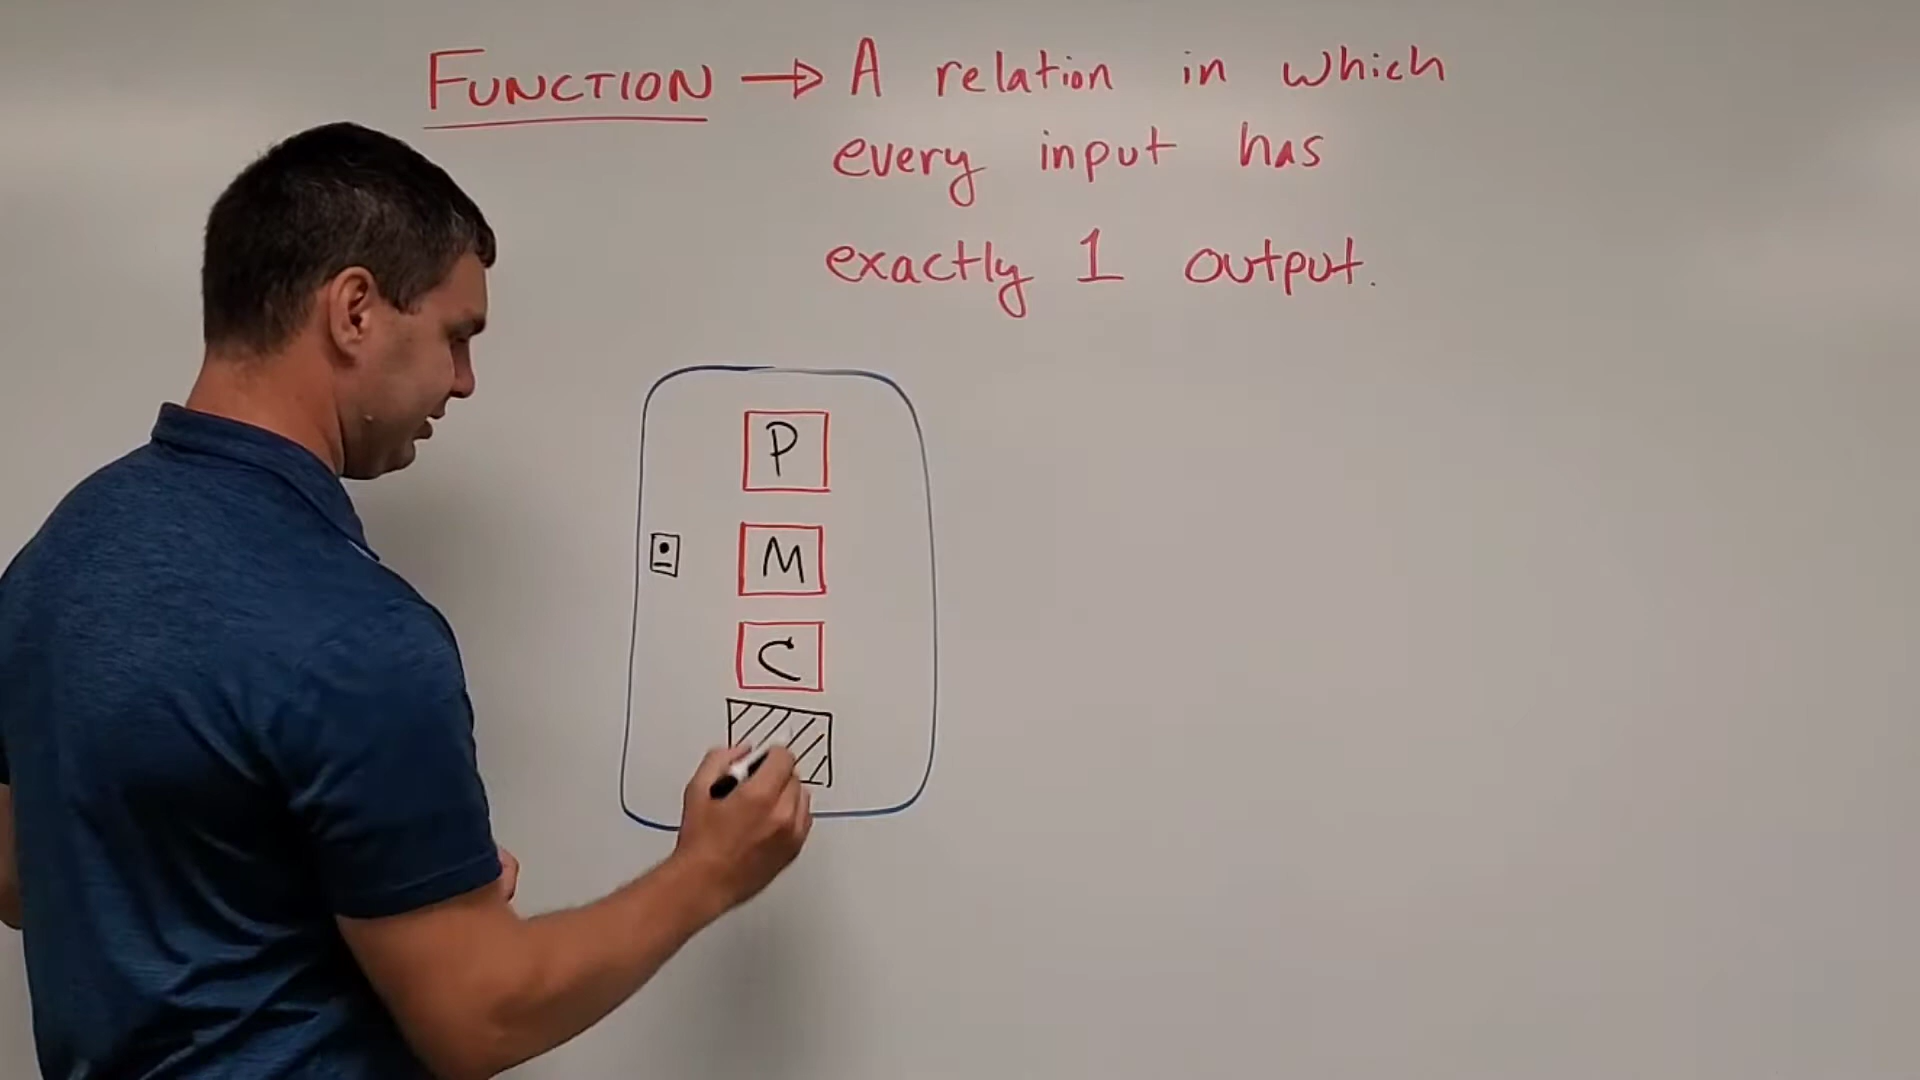 FUNCTION → A relation in which
every input has
exactly 1 output.
P
M
C